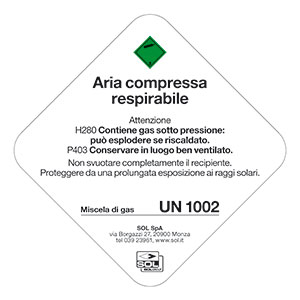 Aria compressa
respirabile
Attenzione
H280 Contiene gas sotto pressione:
può esplodere se riscaldato.
P403 Conservare in luogo ben ventilato.
Non svuotare completamente il recipiente.
Proteggere da una prolungata esposizione ai raggi solari.
Miscela di gas UN 1002
SOL SpA
via Borgazzi 27, 20900 Monza
tel 039 23961, www.sol.it
SOL
SOLGROUP